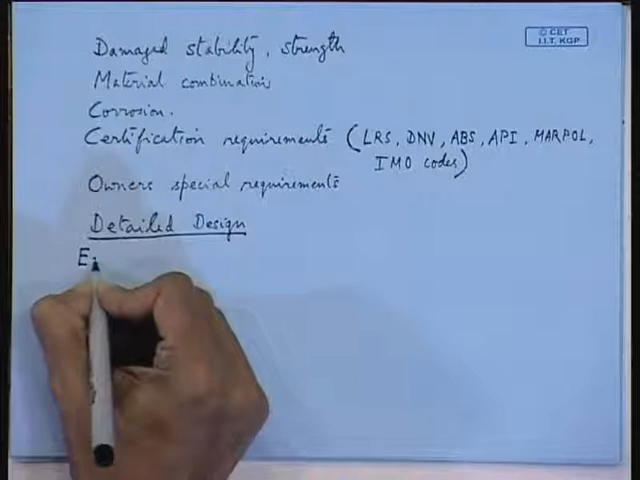 © CET
I.I.T. KGP
Damaged stability, strength
Material combination
Corrosion.
Certification requirements (LRS, DNV, ABS, API, MARPOL,
IMO codes)
Owners special requirements
Detailed Design
E